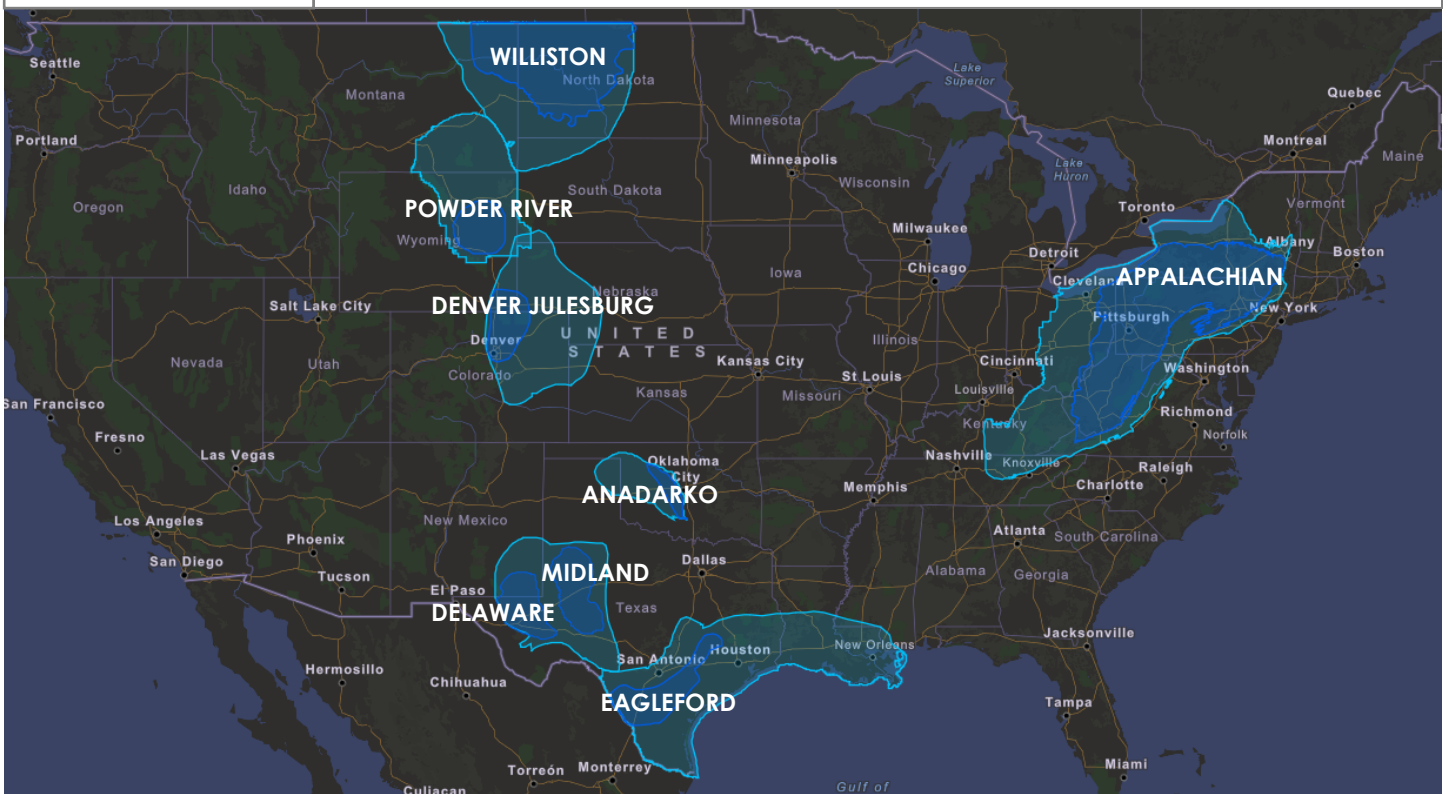 WILLISTON
Seattle
North Dakota
Lake
Superior
Montana
Quebec
Minnesota
Portland
Montreal
Minneapolis
Maine
Lake
Huron
Wisconsin
Idaho
South Dakota
Oregon
POWDER RIVER
Toronto
Vermont
Milwaukee
Wyoming
Albany
Boston
Detroit
Chicago
Iowa
APPALACHIAN
Clevelan
Nebraska
DENVER JULESBURG
Salt Lake City
New York
Pittsburgh
UNITED
STATES
Denver
Illinois
Nevada
Utah
Kansas City
Cincinnati
Washington
Colorado
St Louis
Kansas
Missouri
Louisville
San Francisco
Richmond
Kentucky
Fresno
Norfolk
Las Vegas
Nashville
Oklahoma
City
Knoxville
Raleigh
Memphis
Charlotte
ANADARKO
Los Angeles
New Mexico
Atlanta
South Carolina
Phoenix
San Diego
Dallas
MIDLAND
Tucson
Alabama
Georgia
El Paso
DELAWARE
Texas
Jacksonville
New Orleans
Houston
San Antonio
Hermosillo
Chihuahua
EAGLEFORD
Tampa
Torreón
Monterrey
Miami
Culiacan
Gulf of